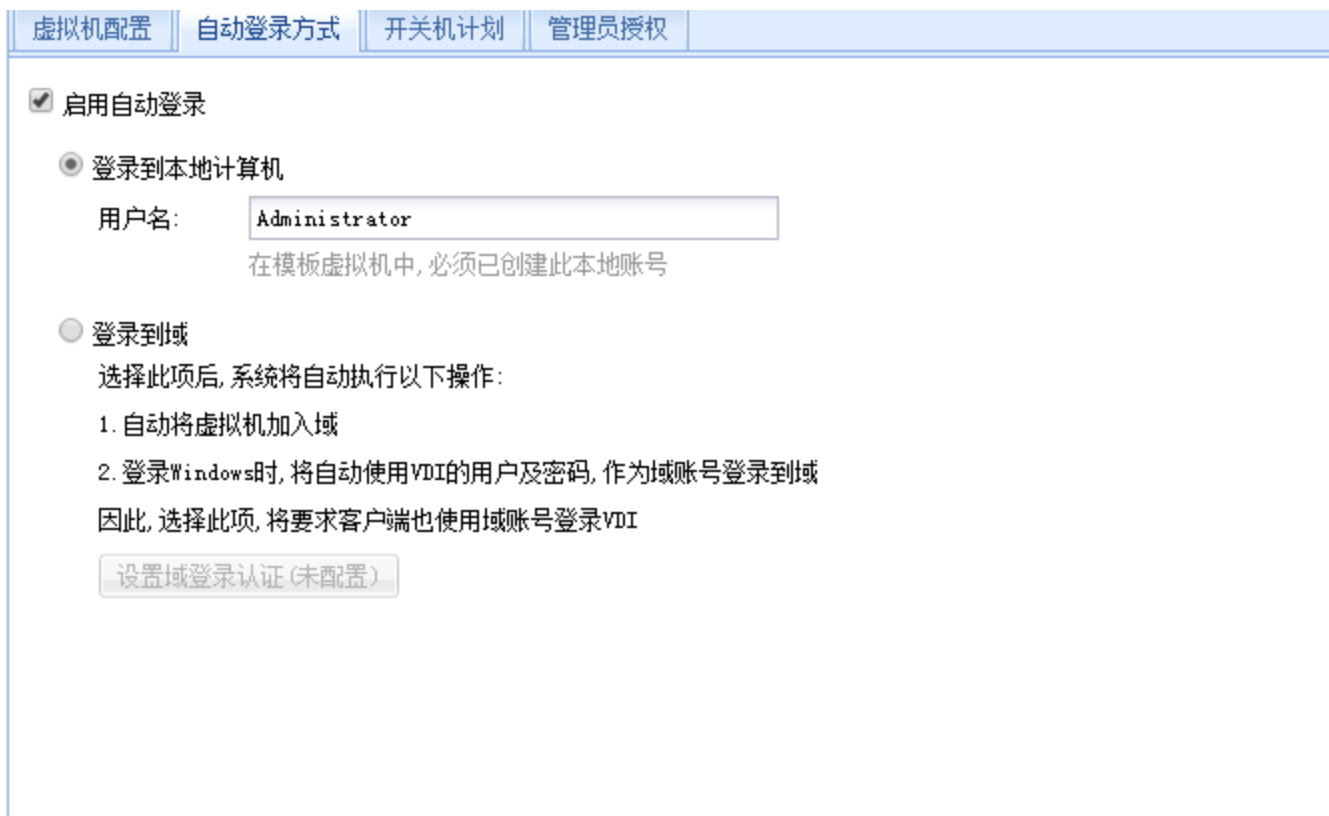 虚拟机配置 自动登录方式 开关机计划 管理员授权
启用自动登录
登录到本地计算机
用户名: Administrator
在模板虚拟机中,必须已创建此本地账号
登录到域
选择此项后,系统将自动执行以下操作:
1.自动将虚拟机加入域
2.登录Windows时,将自动使用VDI的用户及密码,作为域账号登录到域
因此,选择此项,将要求客户端也使用域账号登录VDI
设置域登录认证(未配置)